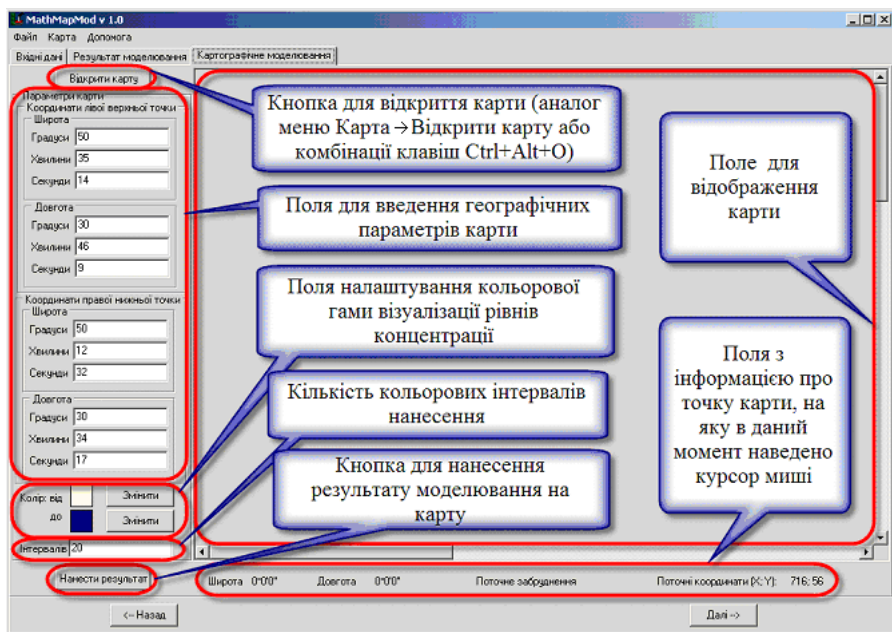 MathMapMod v 1.0
Файл Карта Допомога
Вхідні дані Результат моделювання Картографічне моделювання
Відкрити карту
Параметри карти
Координати лівої верхньої точки
Широта
Градуси 50
Хвилини 35
Секунди 14
Довгота
Градуси 30
Хвилини 46
Секунди 9
Координати правої нижньої точки
Широта
Градуси 50
Хвилини 12
Секунди 32
Довгота
Градуси 30
Хвилини 34
Секунди 17
Колір: від Змінити
до Змінити
Інтервалів 20
Нанести результат
Кнопка для відкриття карти (аналог
меню Карта →Відкрити карту або
комбінації клавіш Ctrl+Alt+O)
Поля для введення географічних
параметрів карти
Поля налаштування кольорової
гами візуалізації рівнів
концентрації
Кількість кольорових інтервалів
нанесення
Кнопка для нанесення
результату моделювання на
карту
Поле для
відображення
карти
Поля з
інформацією про
точку карти, на
яку в даний
момент наведено
курсор миші
Широта 0°0'0" Довгота 0°0'0" Поточне забруднення Поточні координати (X; Y): 716; 56
<-- Назад Далі -->